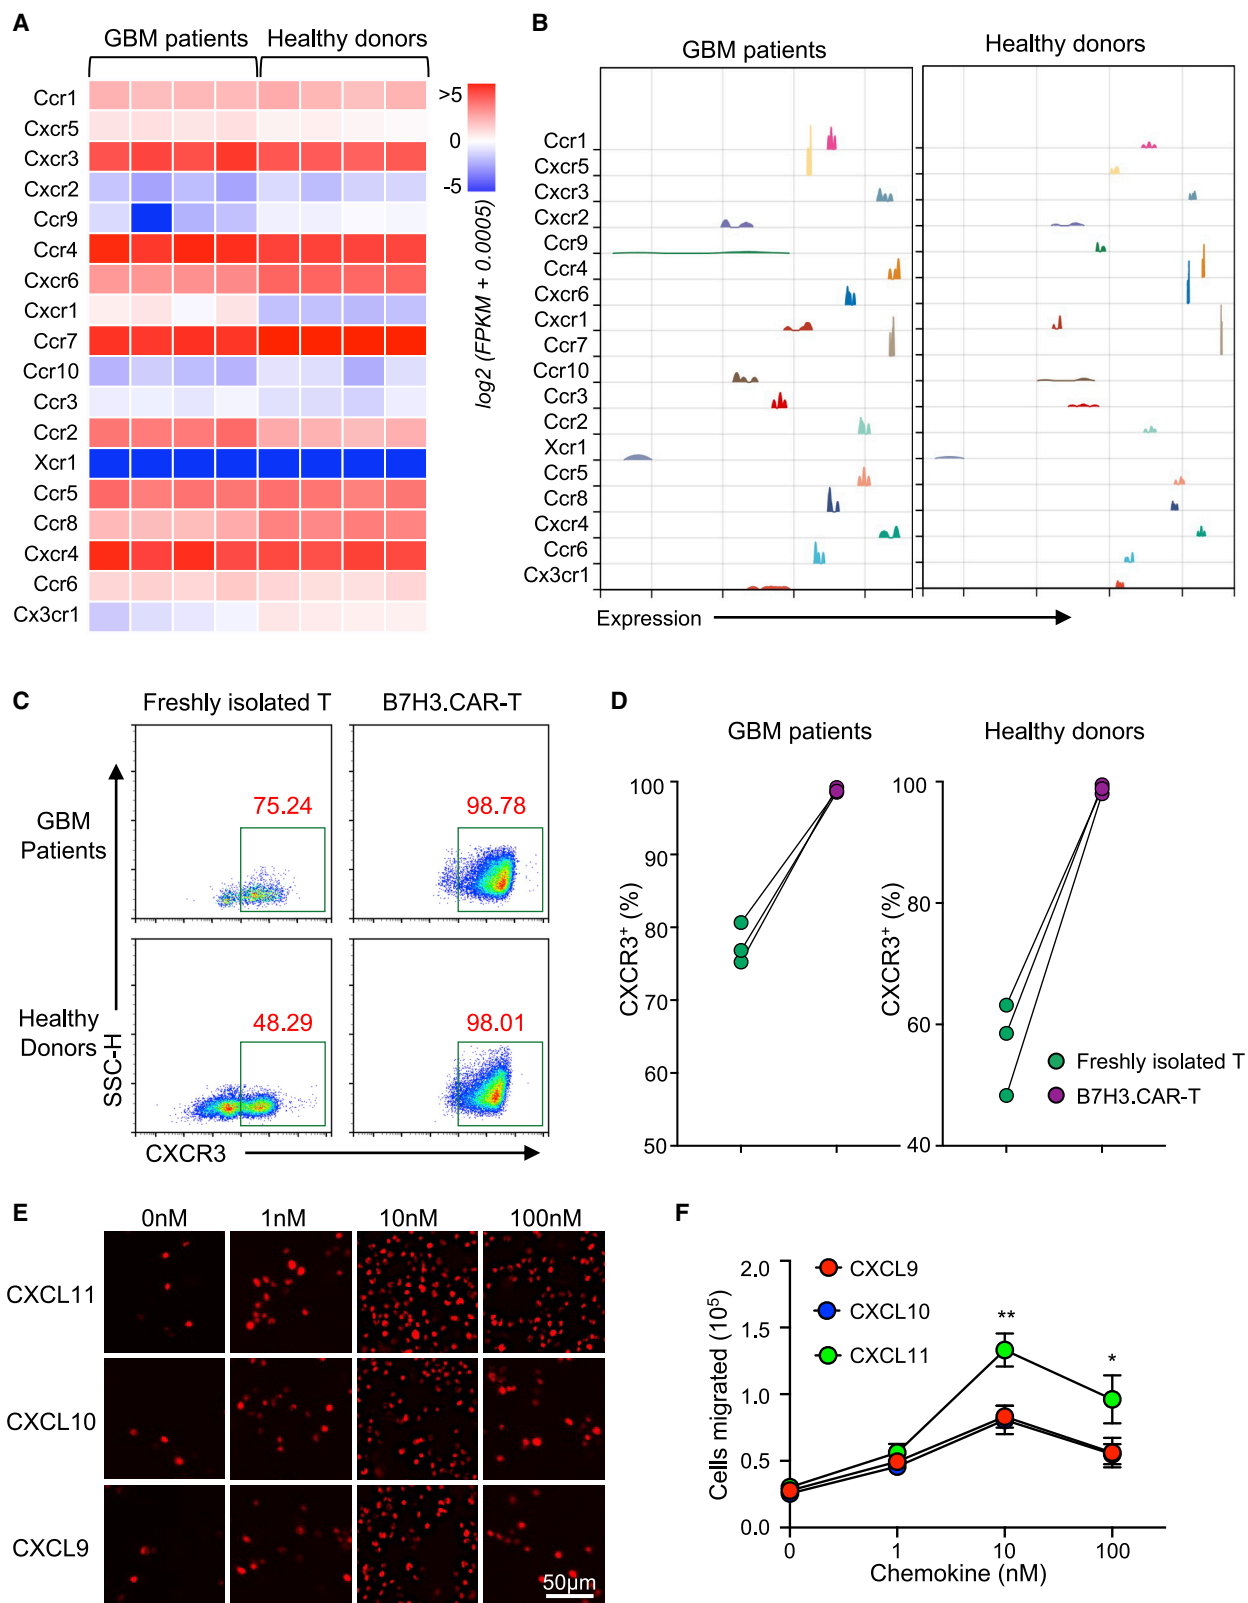 A
GBM patients
Healthy donors
Ccr1
Cxcr5
Cxcr3
Cxcr2
Ccr9
Ccr4
Cxcr6
Cxcr1
Ccr7
Ccr10
Ccr3
Ccr2
Xcr1
Ccr5
Ccr8
Cxcr4
Ccr6
Cx3cr1
>5
0
-5
log2 (FPKM + 0.0005)
B
GBM patients
Healthy donors
Ccr1
Cxcr5
Cxcr3
Cxcr2
Ccr9
Ccr4
Cxcr6
Cxcr1
Ccr7
Ccr10
Ccr3
Ccr2
Xcr1
Ccr5
Ccr8
Cxcr4
Ccr6
Cx3cr1
Expression
C
Freshly isolated T
B7H3.CAR-T
GBM
Patients
75.24
98.78
Healthy
Donors
48.29
98.01
SSC-H
CXCR3
D
GBM patients
Healthy donors
100
90
80
70
60
50
CXCR3+ (%)
100
80
60
40
CXCR3+ (%)
Freshly isolated T
B7H3.CAR-T
E
0nM
1nM
10nM
100nM
CXCL11
CXCL10
CXCL9
50µm
F
CXCL9
CXCL10
CXCL11
**
*
2.0
1.5
1.0
0.5
0.0
Cells migrated (10⁵)
0
1
10
100
Chemokine (nM)